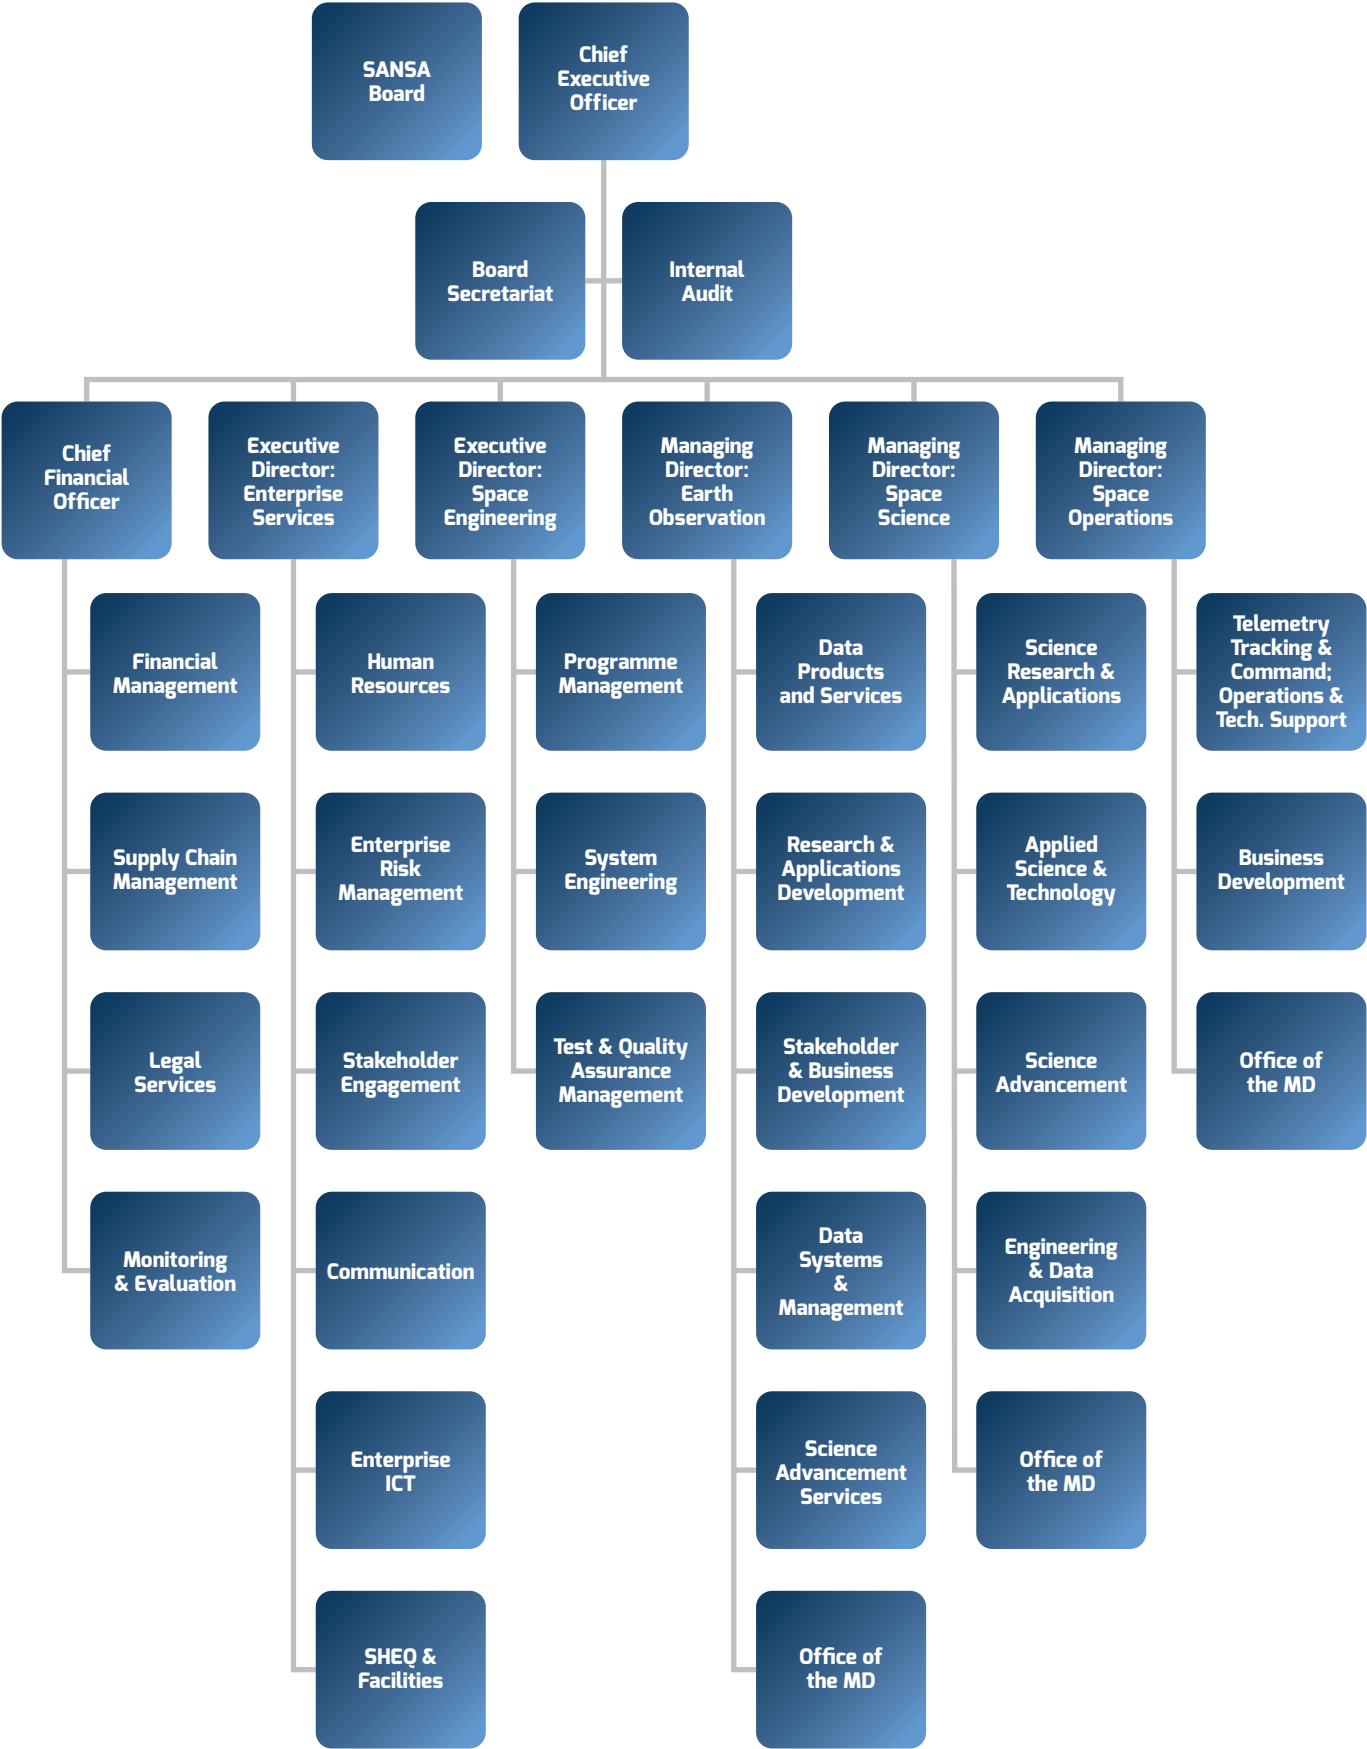 SANSA
Board
Chief
Executive
Officer
Board
Secretariat
Internal
Audit
Chief
Financial
Officer
Executive
Director:
Enterprise
Services
Executive
Director:
Space
Engineering
Managing
Director:
Earth
Observation
Managing
Director:
Space
Science
Managing
Director:
Space
Operations
Financial
Management
Human
Resources
Programme
Management
Data
Products
and Services
Science
Research &
Applications
Telemetry
Tracking &
Command;
Operations &
Tech. Support
Supply Chain
Management
Enterprise
Risk
Management
System
Engineering
Research &
Applications
Development
Applied
Science &
Technology
Business
Development
Legal
Services
Stakeholder
Engagement
Test & Quality
Assurance
Management
Stakeholder
& Business
Development
Science
Advancement
Office of
the MD
Monitoring
& Evaluation
Communication
Data
Systems
&
Management
Engineering
& Data
Acquisition
Enterprise
ICT
Science
Advancement
Services
Office of
the MD
SHEQ &
Facilities
Office of
the MD